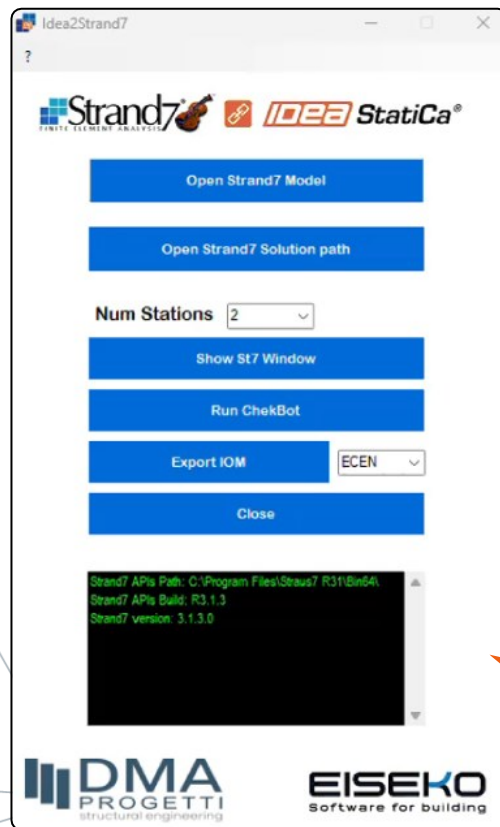 Idea2Strand7
?
Strand7 IDEA StatiCa®
FINITE ELEMENT ANALYSIS
Open Strand7 Model
Open Strand7 Solution path
Num Stations 2
Show St7 Window
Run ChekBot
Export IOM ECEN
Close
Strand7 APIs Path: C:\Program Files\Straus7 R31\Bin64\
Strand7 APIs Build: R3.1.3
Strand7 version: 3.1.3.0
DMA
PROGETTI
structural engineering
EISEKO
Software for building